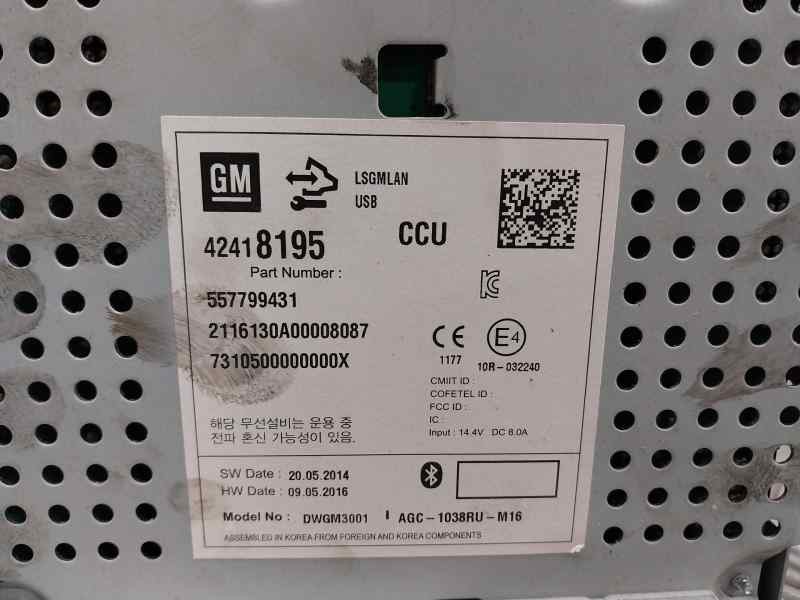 GM
LSGMLAN
USB
42418195
CCU
Part Number :
557799431
2116130A00008087
7310500000000X
CE
1177
E4
10R-032240
CMIIT ID :
COFETEL ID :
FCC ID :
IC :
Input : 14.4V DC 8.0A
해당 무선설비는 운용 중
전파 혼신 가능성이 있음.
SW Date : 20.05.2014
HW Date : 09.05.2016
Model No : DWGM3001 AGC-1038RU-M16
ASSEMBLED IN KOREA FROM FOREIGN AND KOREA COMPONENTS